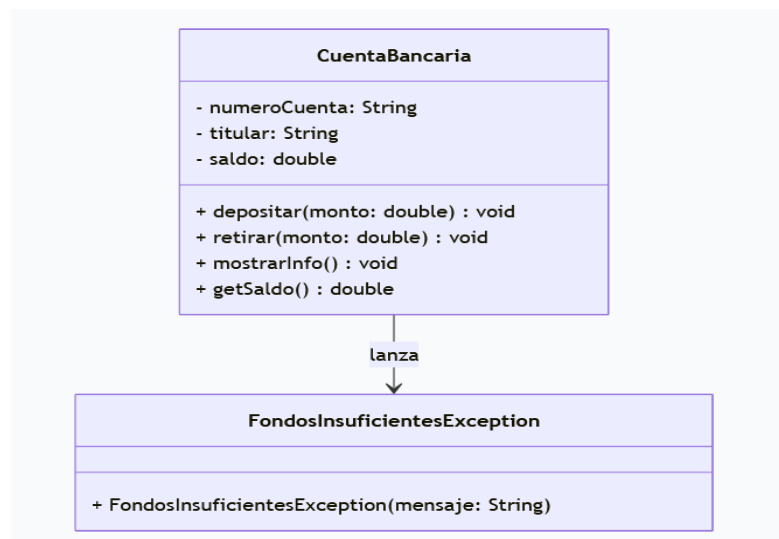 CuentaBancaria
- numeroCuenta: String
- titular: String
- saldo: double
+ depositar(monto: double) : void
+ retirar(monto: double) : void
+ mostrarInfo() : void
+ getSaldo() : double
lanza
FondosInsuficientesException
+ FondosInsuficientesException(mensaje: String)